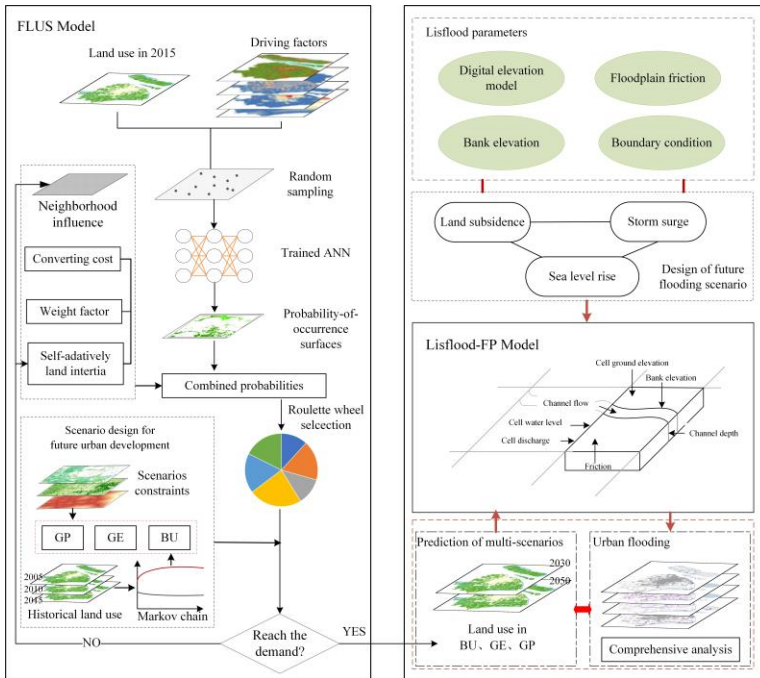 FLUS Model
Land use in 2015
Driving factors
Random
sampling
Neighborhood
influence
Converting cost
Trained ANN
Weight factor
Probability-of-
occurrence
surfaces
Self-adatively
land intertia
Combined probabilities
Roulette wheel
selection
Scenario design for
future urban development
Scenarios
constraints
GP
GE
BU
2005
2010
2015
Historical land use
Markov chain
Reach the
demand?
NO
YES
Lisflood parameters
Digital elevation
model
Floodplain friction
Bank elevation
Boundary condition
Land subsidence
Storm surge
Sea level rise
Design of future
flooding scenario
Lisflood-FP Model
Cell ground elevation
Bank elevation
Channel flow
Cell water level
Cell discharge
Channel depth
Friction
Prediction of multi-scenarios
2030
2050
Land use in
BU、GE、GP
Urban flooding
Comprehensive analysis